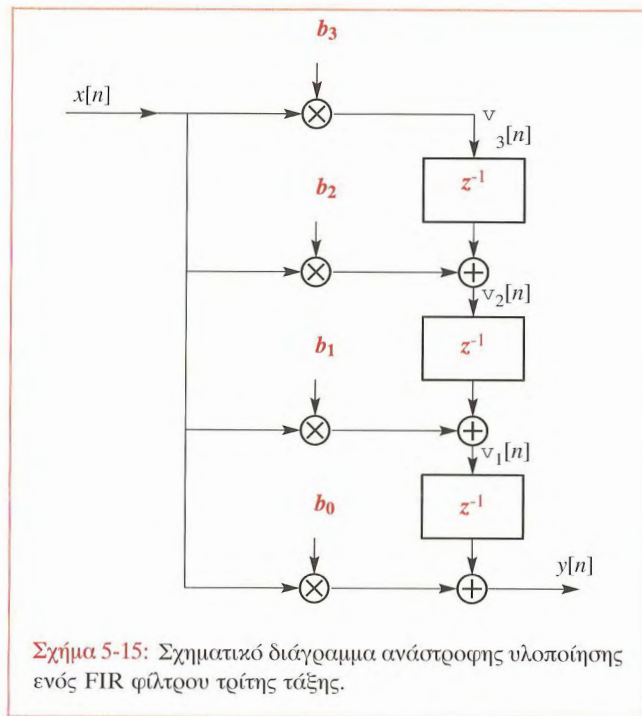 b3
x[n]
v
3[n]
z-1
b2
v2[n]
z-1
b1
v1[n]
z-1
b0
y[n]
Σχήμα 5-15: Σχηματικό διάγραμμα ανάστροφης υλοποίησης
ενός FIR φίλτρου τρίτης τάξης.